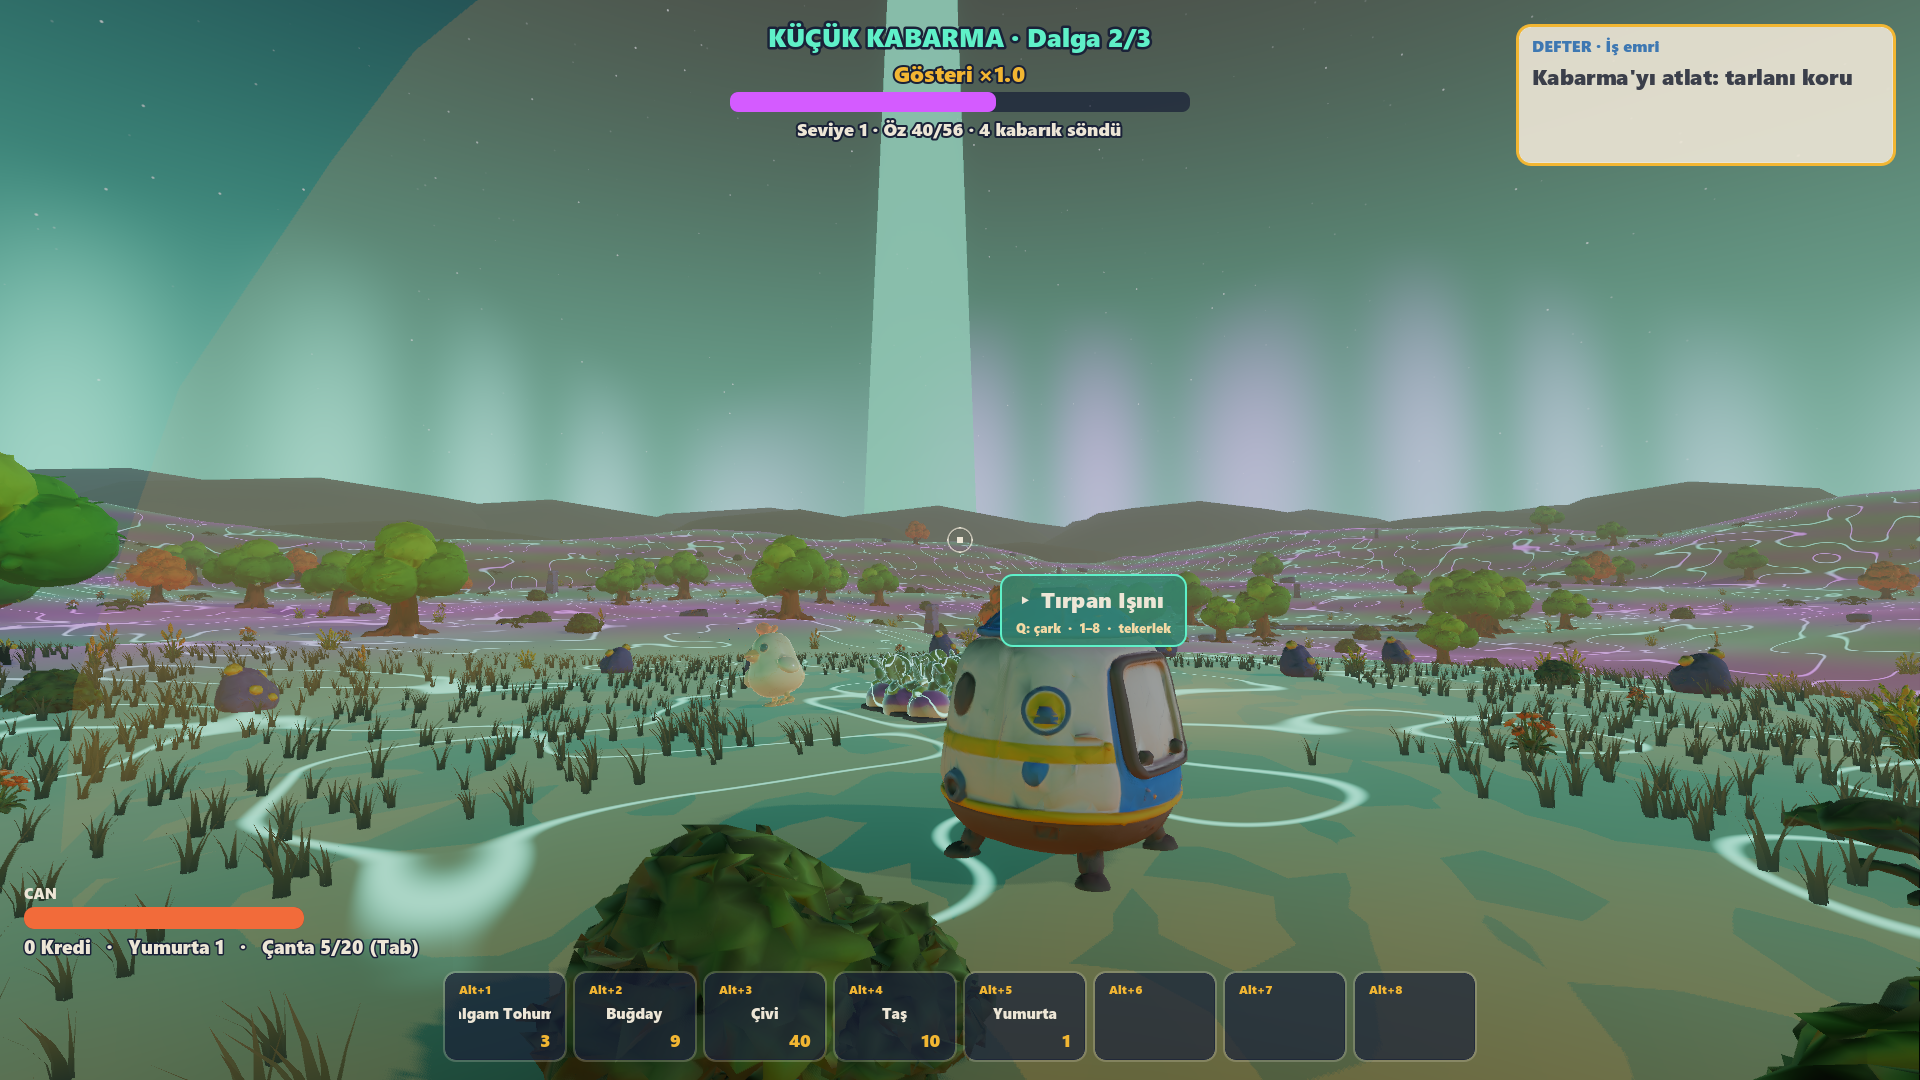 KÜÇÜK KABARMA · Dalga 2/3
Gösteri ×1.0
Seviye 1 · Öz 40/56 · 4 kabarık söndü
DEFTER · İş emri
Kabarma'yı atlat: tarlanı koru
▸ Tırpan Işını
Q: çark · 1–8 · tekerlek
CAN
0 Kredi · Yumurta 1 · Çanta 5/20 (Tab)
Alt+1
lgam Tohum
3
Alt+2
Buğday
9
Alt+3
Çivi
40
Alt+4
Taş
10
Alt+5
Yumurta
1
Alt+6
Alt+7
Alt+8